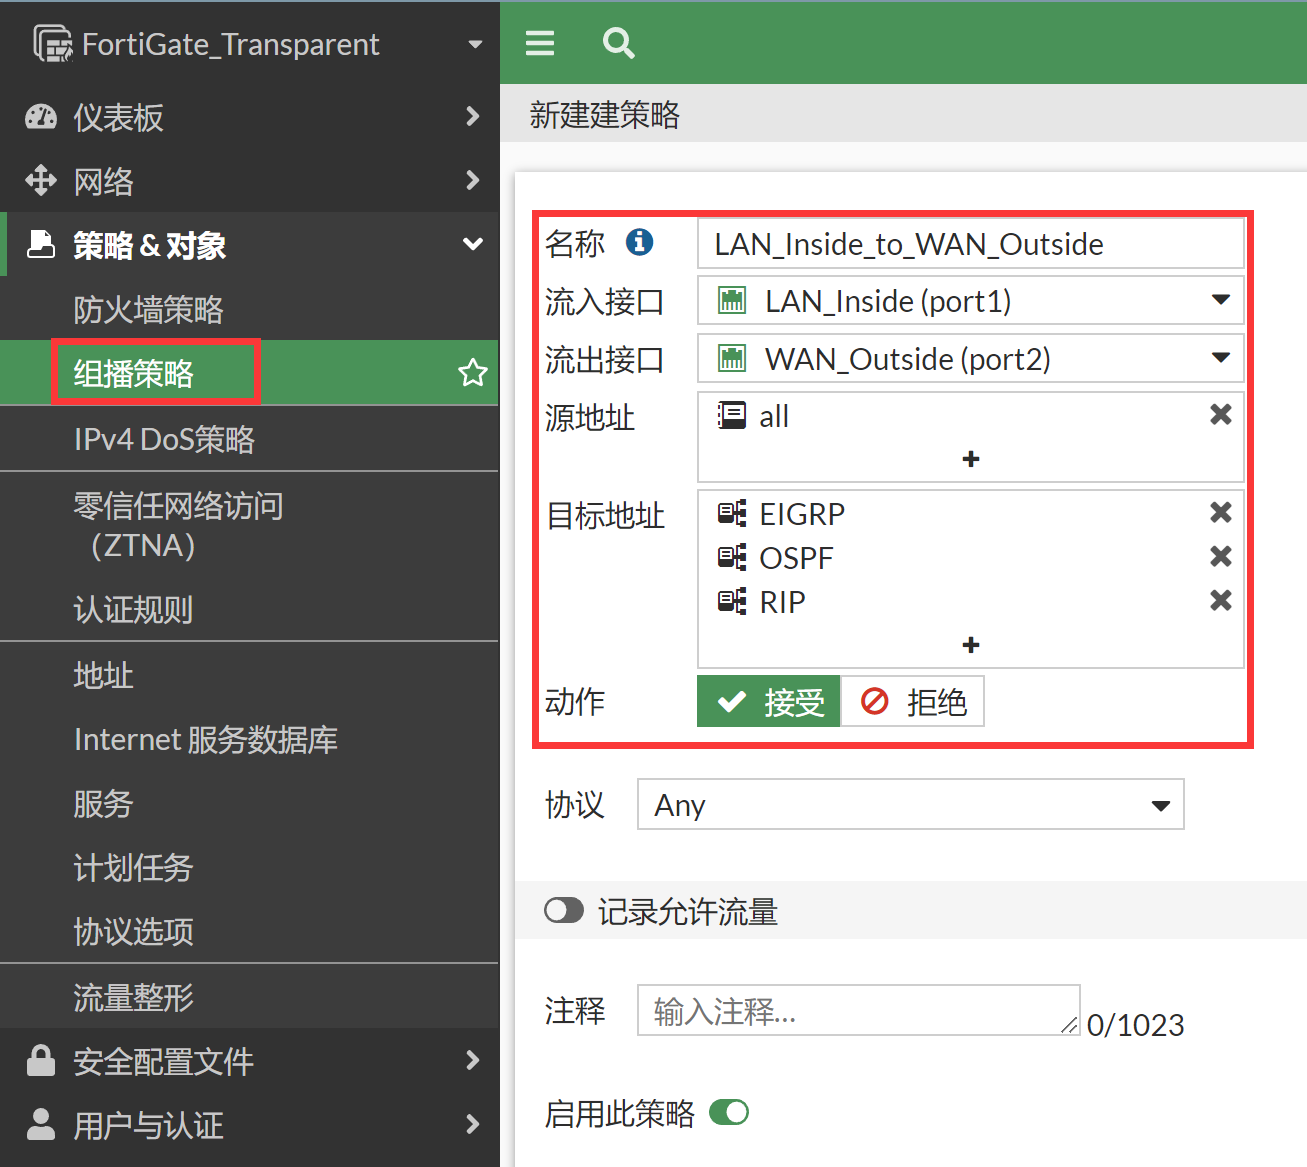 FortiGate_Transparent
仪表板
网络
策略 & 对象
防火墙策略
组播策略
IPv4 DoS策略
零信任网络访问
（ZTNA）
认证规则
地址
Internet 服务数据库
服务
计划任务
协议选项
流量整形
安全配置文件
用户与认证
新建建策略
名称
LAN_Inside_to_WAN_Outside
流入接口
LAN_Inside (port1)
流出接口
WAN_Outside (port2)
源地址
all
目标地址
EIGRP
OSPF
RIP
动作
接受
拒绝
协议
Any
记录允许流量
注释
输入注释...
0/1023
启用此策略